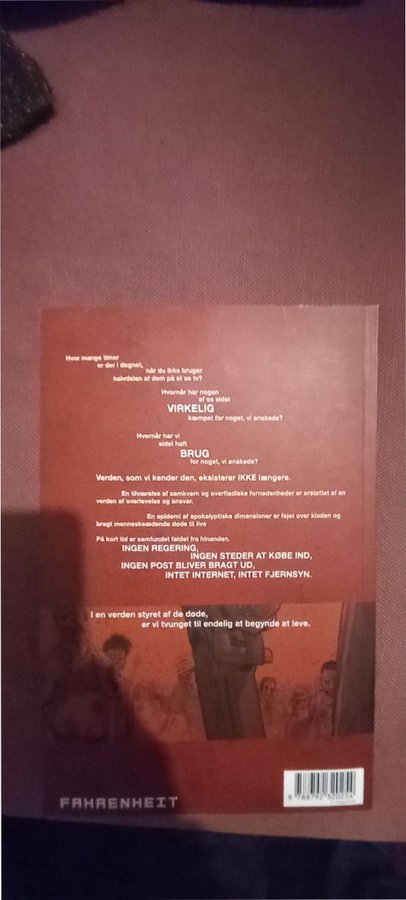 Hvor mange timer
er der i døgnet,
når du ikke bruger
halvdelen af dem på at se tv?
Hvornår har nogen
af os sidst
VIRKELIG
kæmpet for noget, vi ønskede?
Hvornår har vi
sidst haft
BRUG
for noget, vi ønskede?
Verden, som vi kender den, eksisterer IKKE længere.
En tilværelse af samkvem og overflødiske fornødenheder er erstattet af en
verden af overlevelse og ansvar.
En epidemi af apokalyptiske dimensioner er fejet over kloden og
bragt menneskeædende døde til live
På kort tid er samfundet faldet fra hinanden.
INGEN REGERING,
INGEN STEDER AT KØBE IND,
INGEN POST BLIVER BRAGT UD,
INTET INTERNET, INTET FJERNSYN.
I en verden styret af de døde,
er vi tvunget til endelig at begynde at leve.
FAHRENHEIT
9 788792 320254